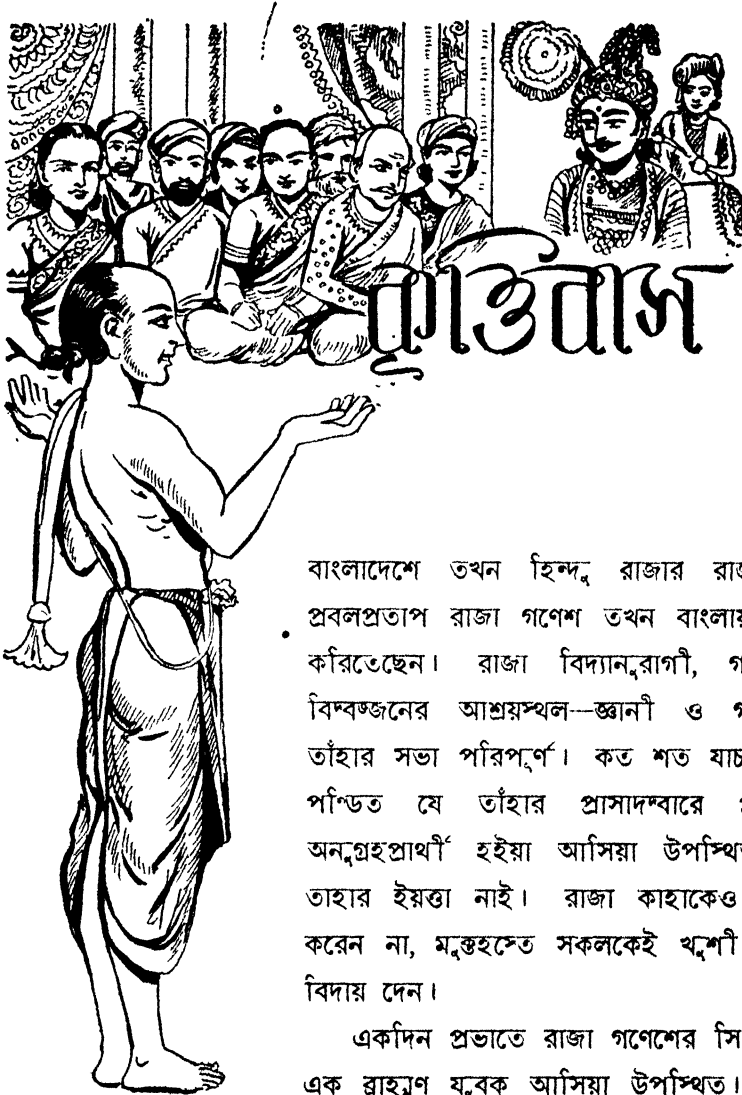 কৃত্তিবাস
বাংলাদেশে তখন হিন্দু রাজার
প্রবলপ্রতাপ রাজা গণেশ তখন বাংলায়
করিতেছেন। রাজা বিদ্যানুরাগী,
বিদ্বজ্জনের আশ্রয়স্থল—জ্ঞানী ও
তাঁহার সভা পরিপূর্ণ। কত শত
পণ্ডিত যে তাঁহার প্রাসাদদ্বারে
অনুগ্রহপ্রার্থী হইয়া আসিয়া উপস্থিত
তাহার ইয়ত্তা নাই। রাজা কাহাকেও
করেন না, মুক্তহস্তে সকলকেই খুশী
বিদায় দেন।
একদিন প্রভাতে রাজা গণেশের
এক ব্রাহ্মণ যুবক আসিয়া উপস্থিত।